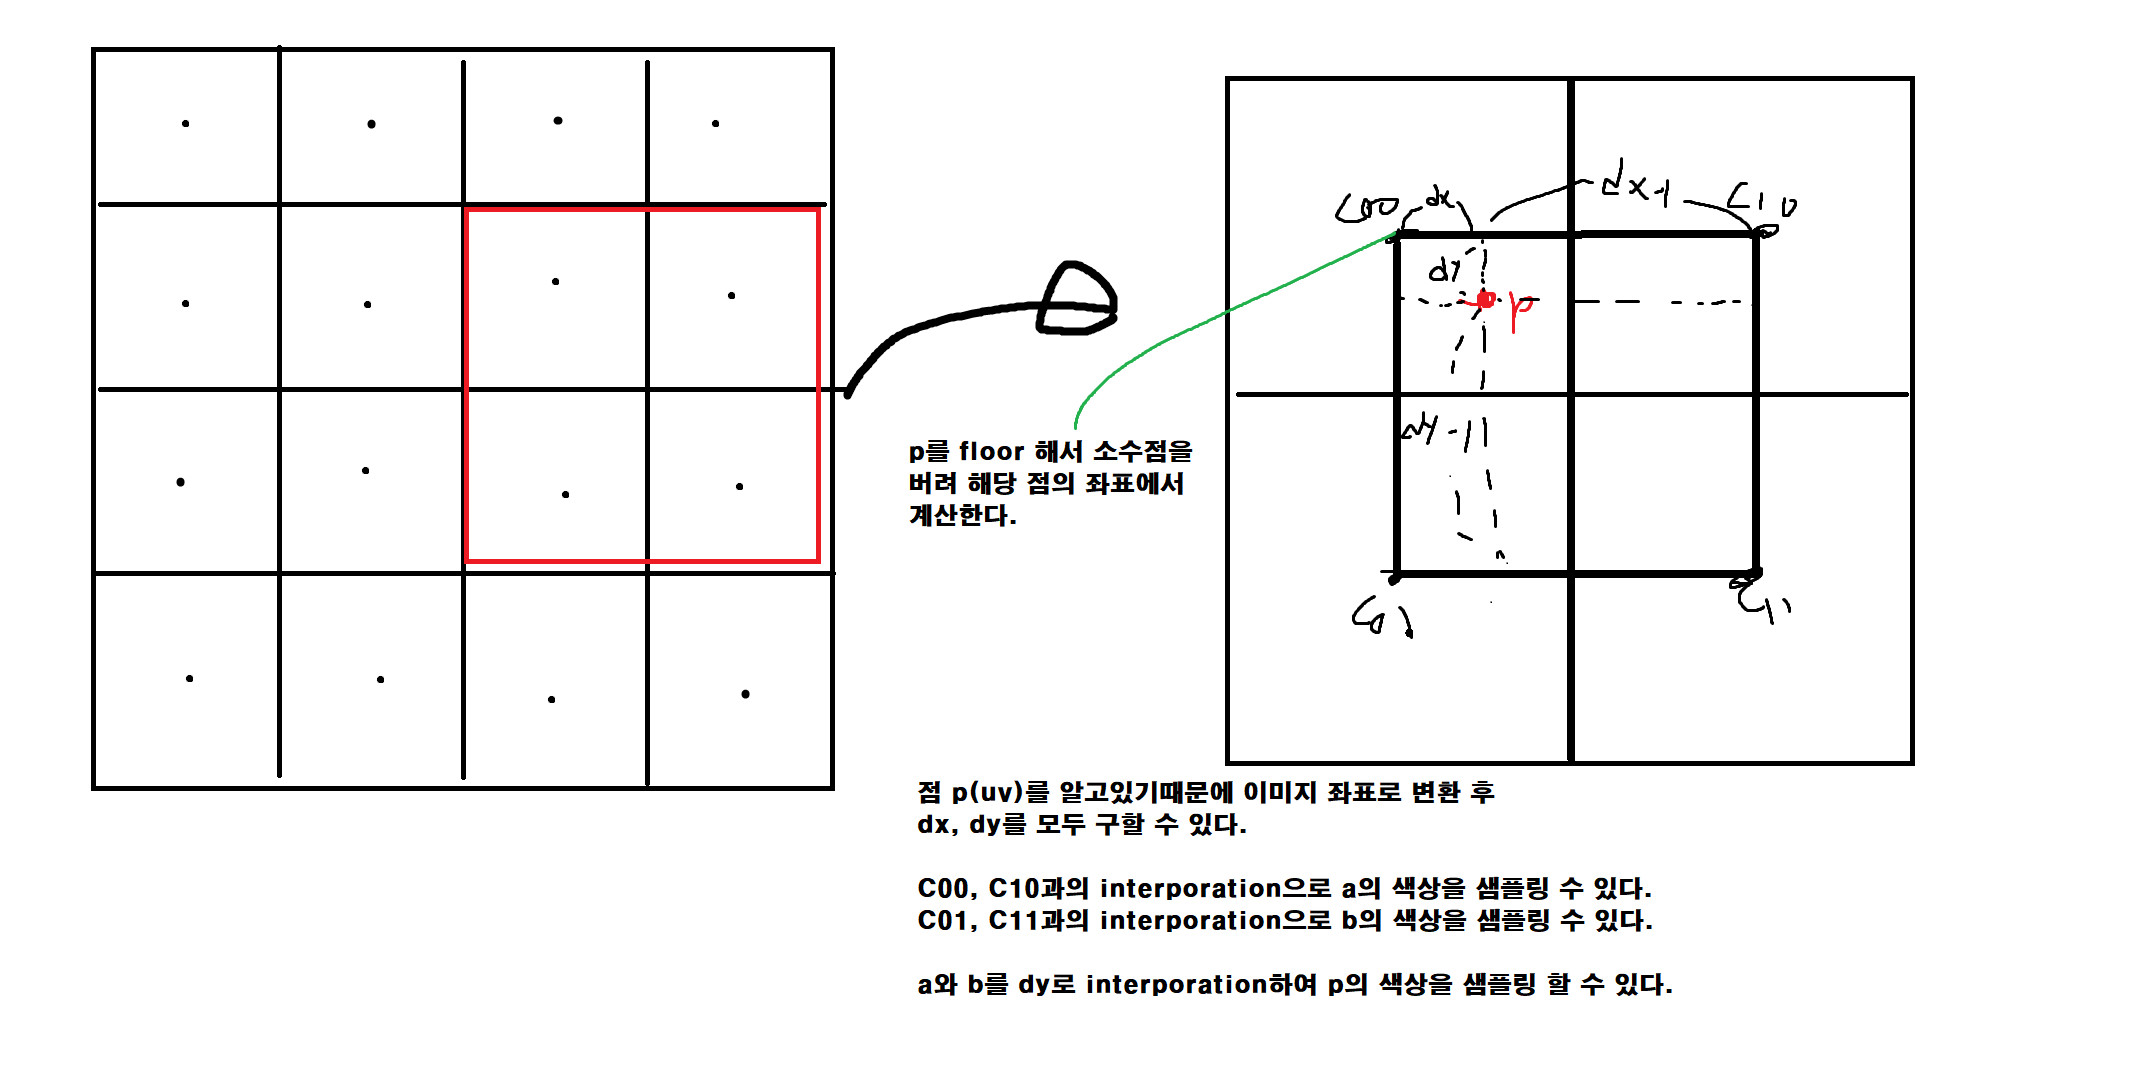 C00 dx dx-1 C10
dy
p
dy-1
C01
C11
p를 floor 해서 소수점을
버려 해당 점의 좌표에서
계산한다.
점 p(uv)를 알고있기때문에 이미지 좌표로 변환 후
dx, dy를 모두 구할 수 있다.
C00, C10과의 interporation으로 a의 색상을 샘플링 수 있다.
C01, C11과의 interporation으로 b의 색상을 샘플링 수 있다.
a와 b를 dy로 interporation하여 p의 색상을 샘플링 할 수 있다.